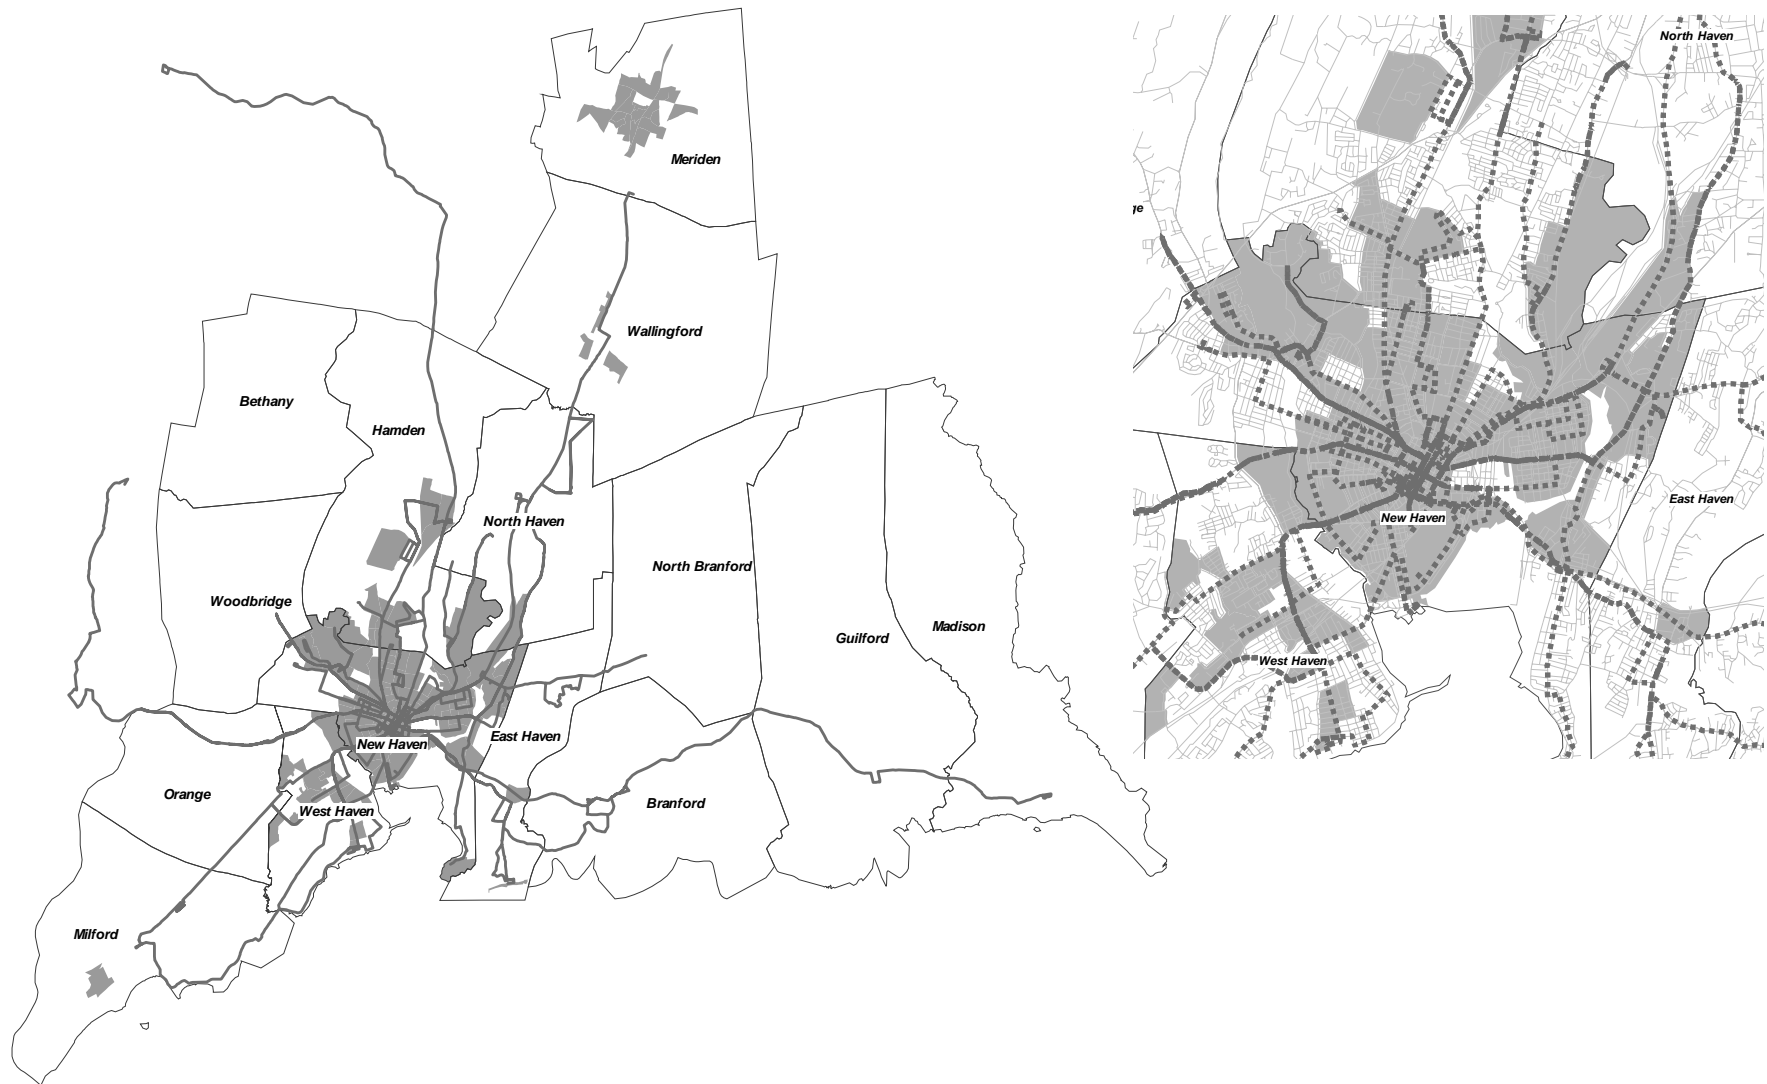 Meriden
Wallingford
Bethany
Hamden
North Haven
North Branford
Woodbridge
Madison
Guilford
East Haven
New Haven
Orange
Branford
West Haven
Milford
North Haven
ge
East Haven
New Haven
West Haven